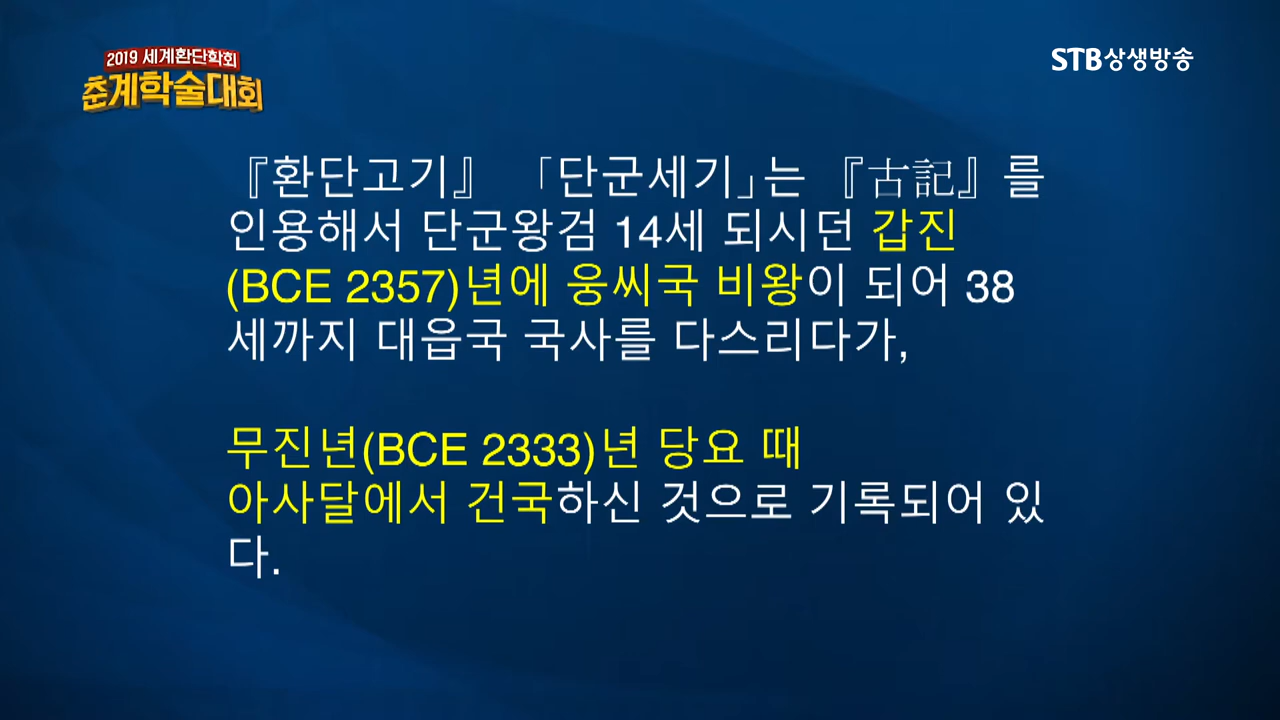 2019 세계환단학회
춘계학술대회
STB상생방송
『환단고기』 「단군세기」는 『古記』를
인용해서 단군왕검 14세 되시던 갑진
(BCE 2357)년에 웅씨국 비왕이 되어 38
세까지 대읍국 국사를 다스리다가,
무진년(BCE 2333)년 당요 때
아사달에서 건국하신 것으로 기록되어 있
다.